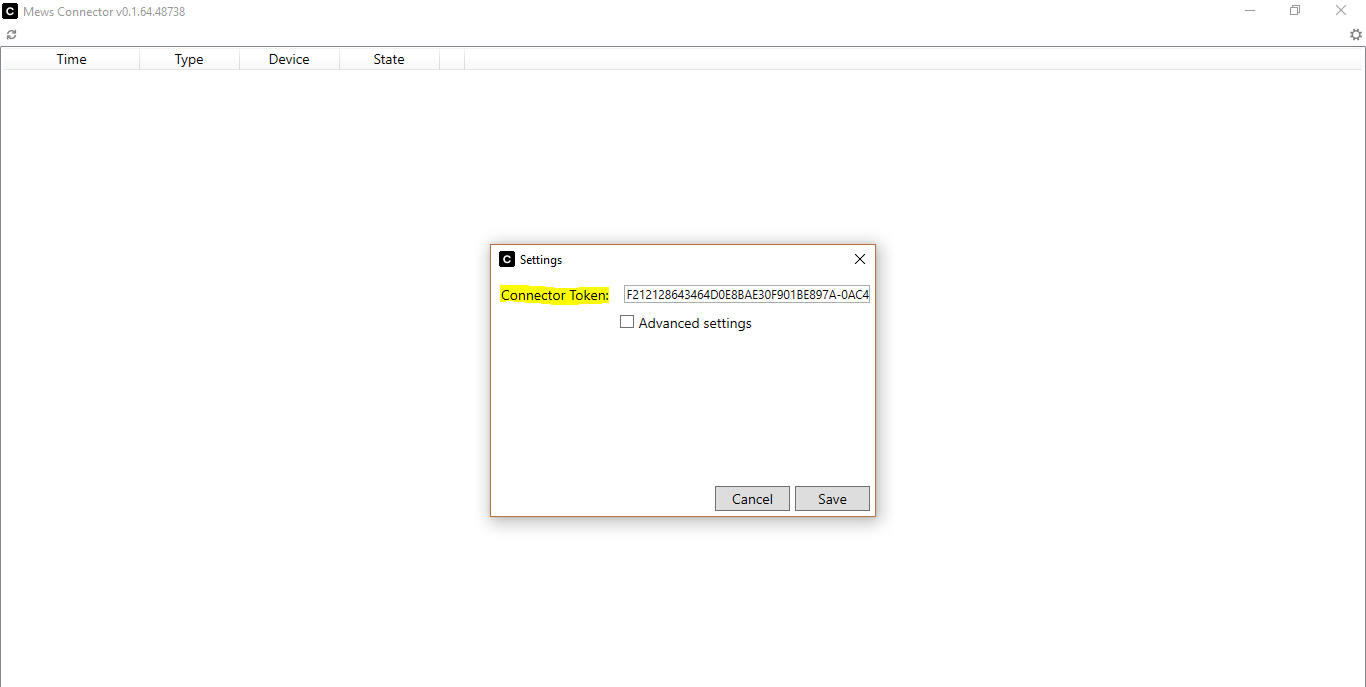 C Mews Connector v0.1.64.48738
Time Type Device State
C Settings
Connector Token: F212128643464D0E8BAE30F901BE897A-0AC4
Advanced settings
Cancel Save